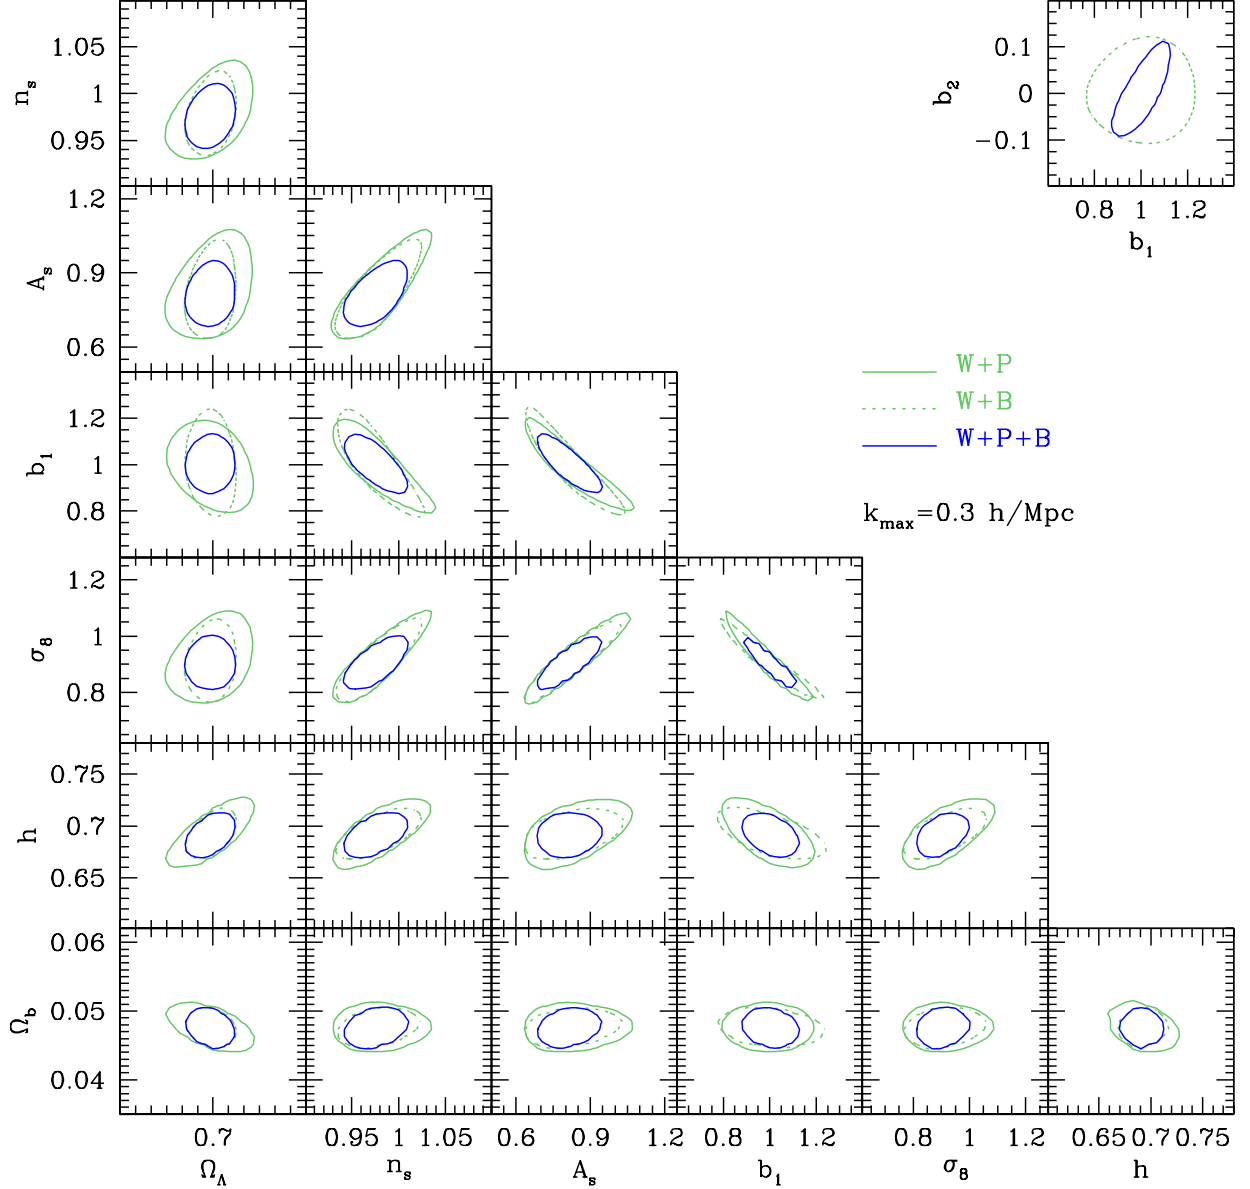 1.05
1
0.95
n_s
0.1
0
−0.1
b_2
0.8 1 1.2
b_1
1.2
0.9
0.6
A_s
W+P
W+B
W+P+B
1.2
1
0.8
b_1
k_max=0.3 h/Mpc
1.2
1
0.8
σ_8
0.75
0.7
0.65
h
0.06
0.05
0.04
Ω_b
0.7 0.95 1 1.05 0.6 0.9 1.2 0.8 1 1.2 0.8 1 1.2 0.65 0.7 0.75
Ω_Λ n_s A_s b_1 σ_8 h